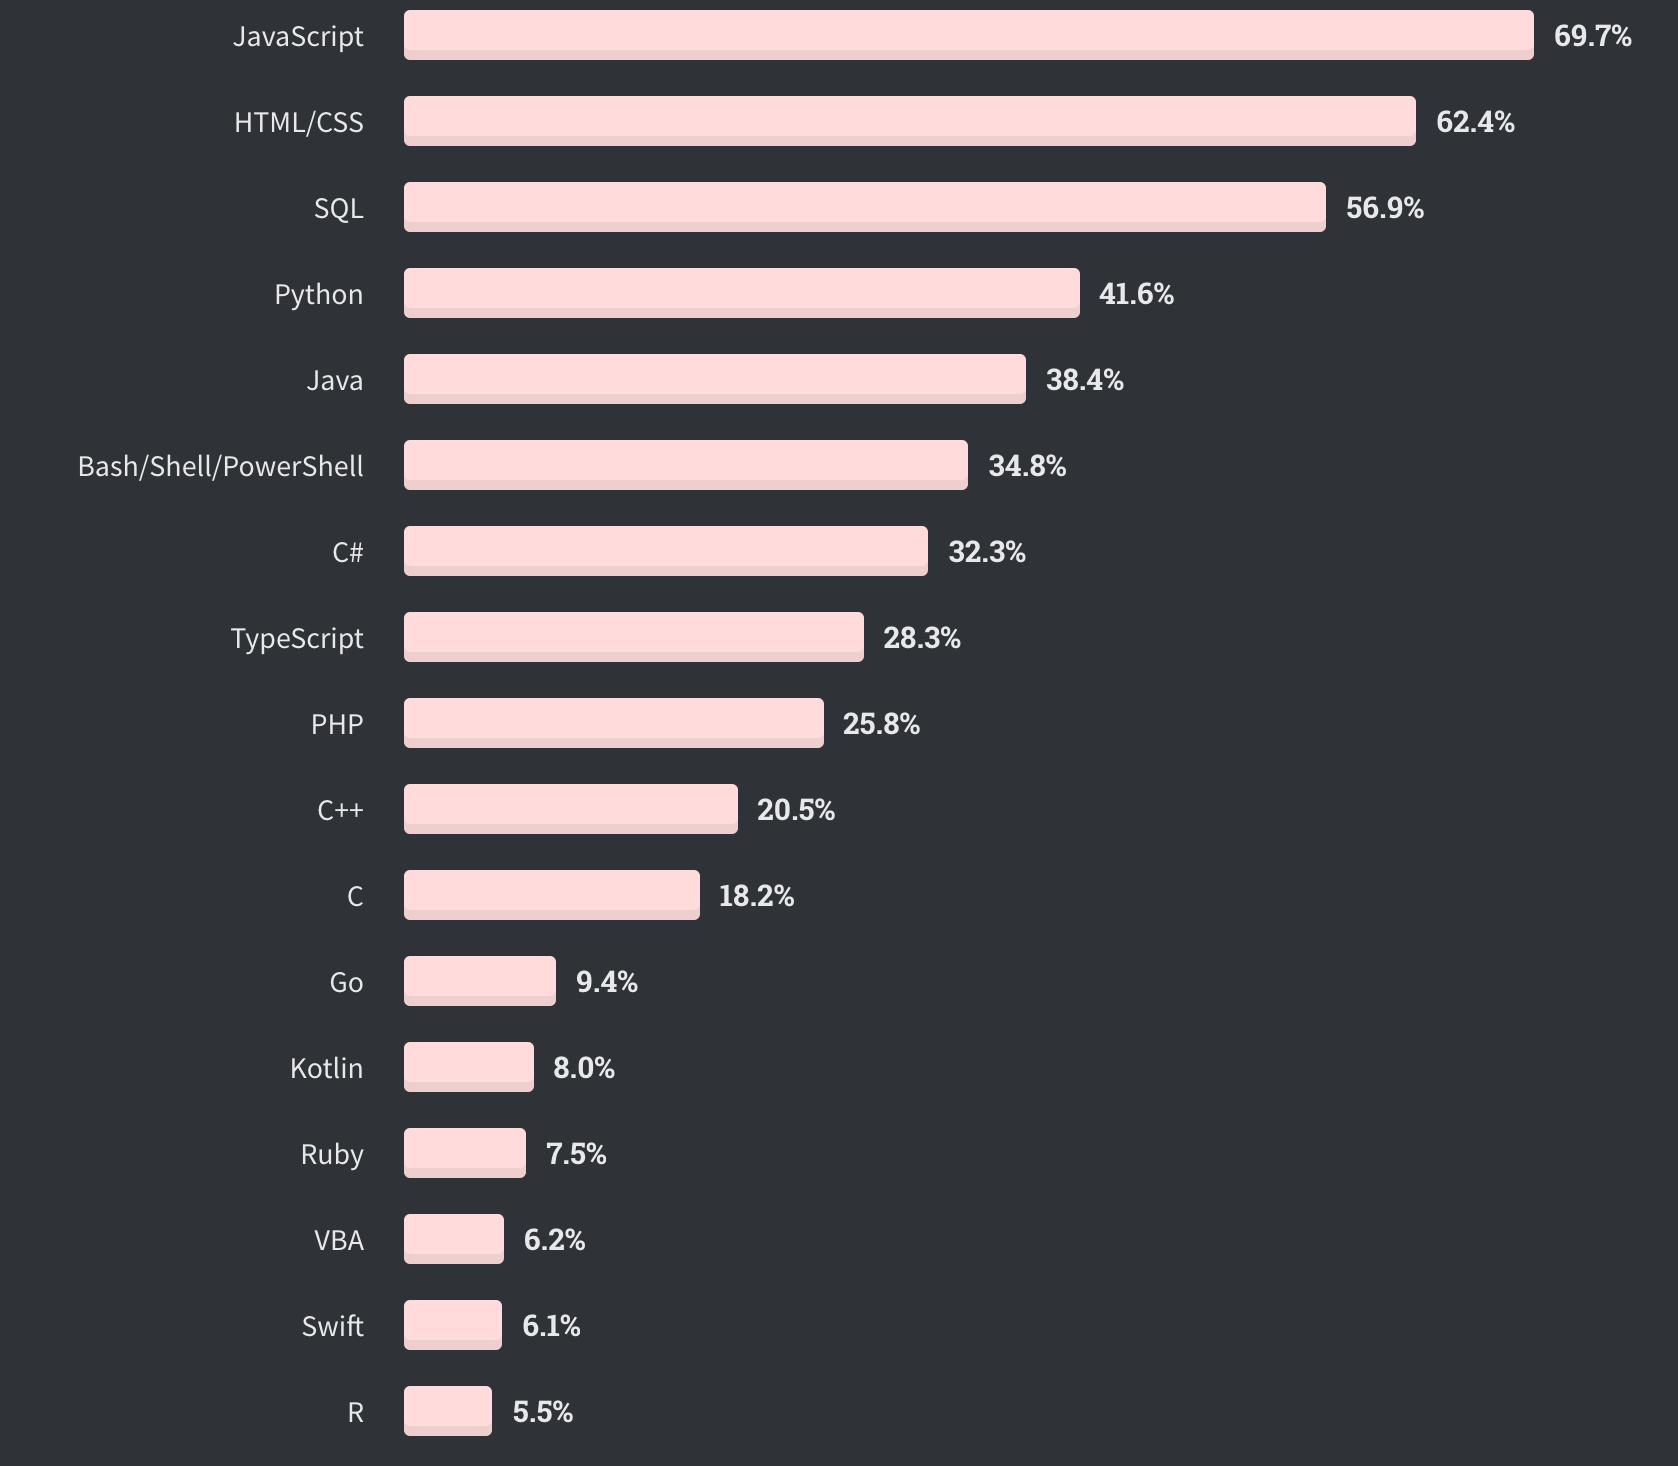 JavaScript 69.7%
HTML/CSS 62.4%
SQL 56.9%
Python 41.6%
Java 38.4%
Bash/Shell/PowerShell 34.8%
C# 32.3%
TypeScript 28.3%
PHP 25.8%
C++ 20.5%
C 18.2%
Go 9.4%
Kotlin 8.0%
Ruby 7.5%
VBA 6.2%
Swift 6.1%
R 5.5%